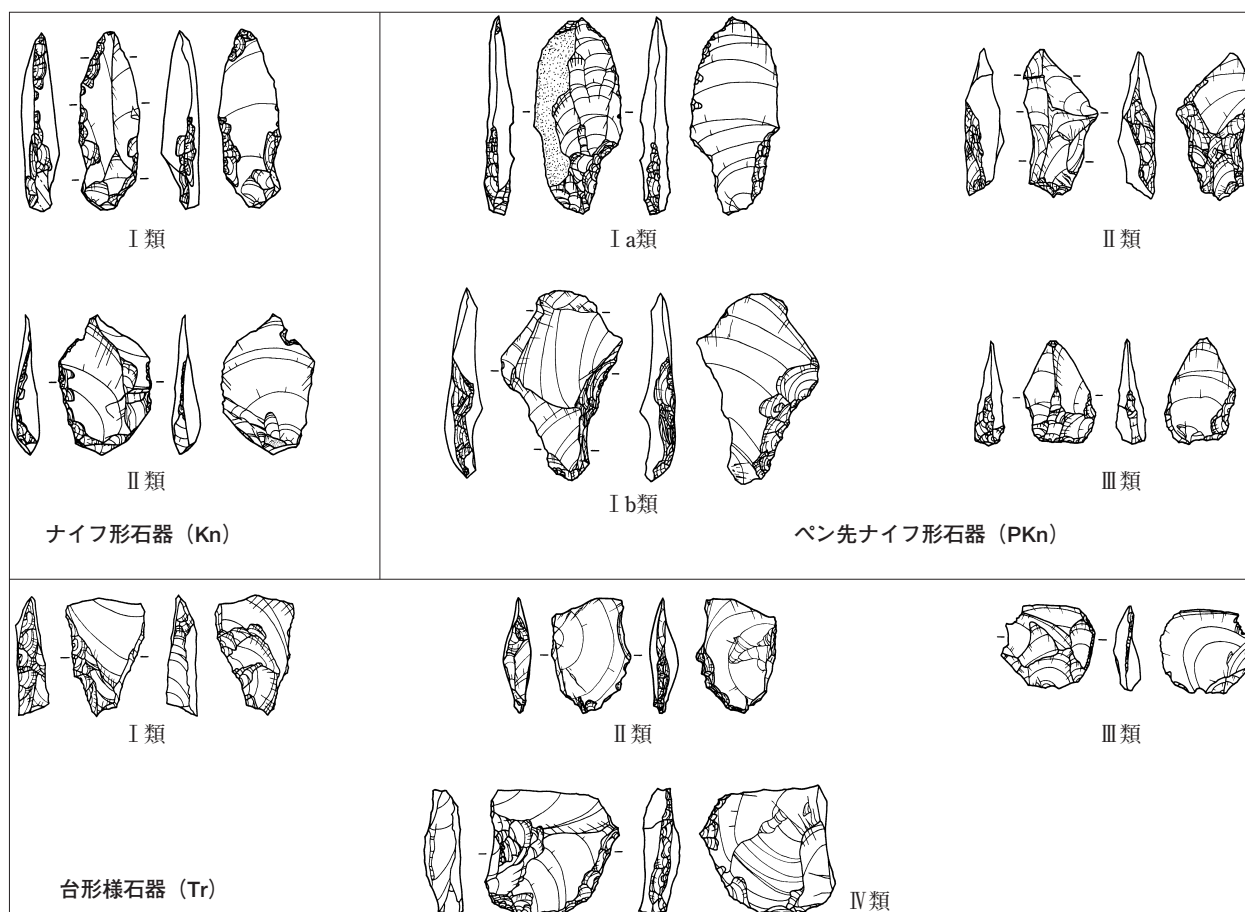 Ⅰ類
Ⅰa類
Ⅱ類
Ⅱ類
Ⅰb類
Ⅲ類
ナイフ形石器（Kn）
ペン先ナイフ形石器（PKn）
Ⅰ類
Ⅱ類
Ⅲ類
台形様石器（Tr）
Ⅳ類